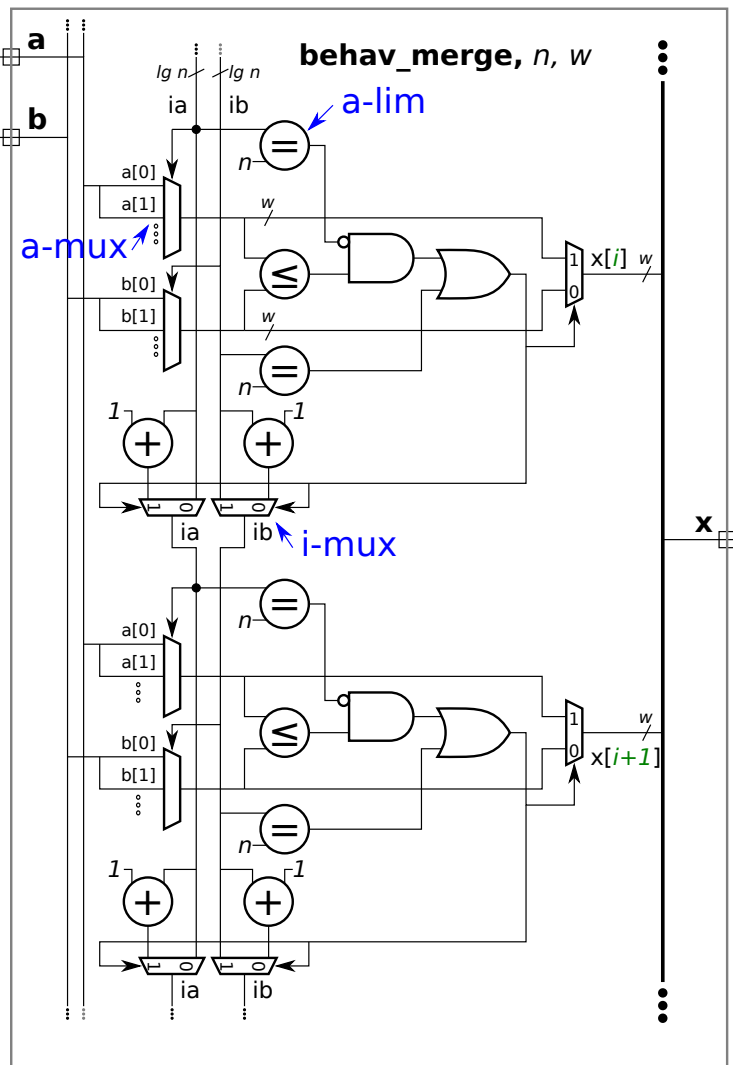 behav_merge, n, w
a
b
lg n
lg n
ia
ib
a-lim
=
n
a[0]
a[1]
a-mux
w
≤
b[0]
b[1]
w
=
n
1
0
x[i]
w
1
+
+
1
1
0
1
0
ia
ib
i-mux
x
=
n
a[0]
a[1]
≤
b[0]
b[1]
=
n
1
0
w
x[i+1]
1
+
+
1
1
0
1
0
ia
ib